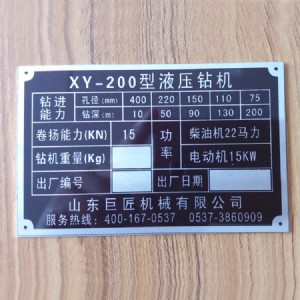 XY-200型液压钻机
钻进能力 孔径(mm) 400 220 150 110 75
钻深(m) 10 50 90 130 200
卷扬能力(KN) 15 功率 柴油机22马力
钻机重量(Kg) 电动机15KW
出厂编号 出厂日期
山东巨匠机械有限公司
服务热线：400-167-0537 0537-3860909